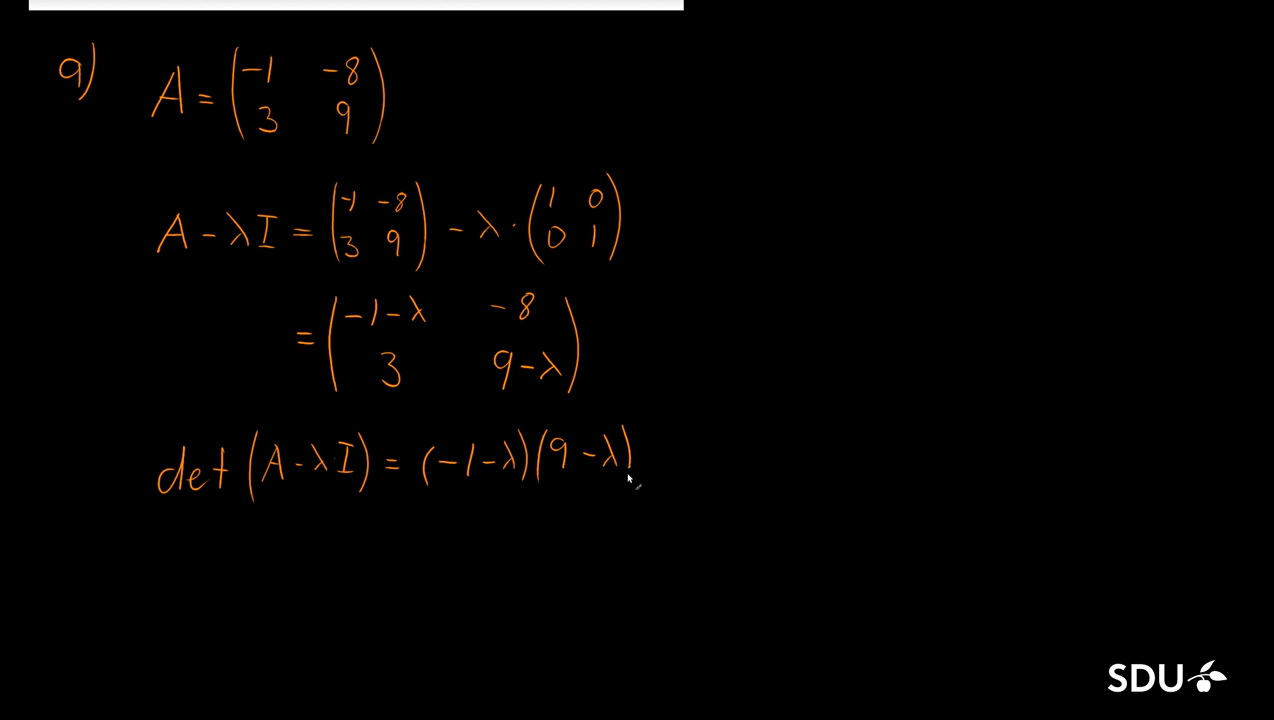 a) A = (-1 -8
3 9)
A - λI = (-1 -8
3 9) - λ · (1 0
0 1)
= (-1-λ -8
3 9-λ)
det(A - λ·I) = (-1-λ)(9-λ)
SDU